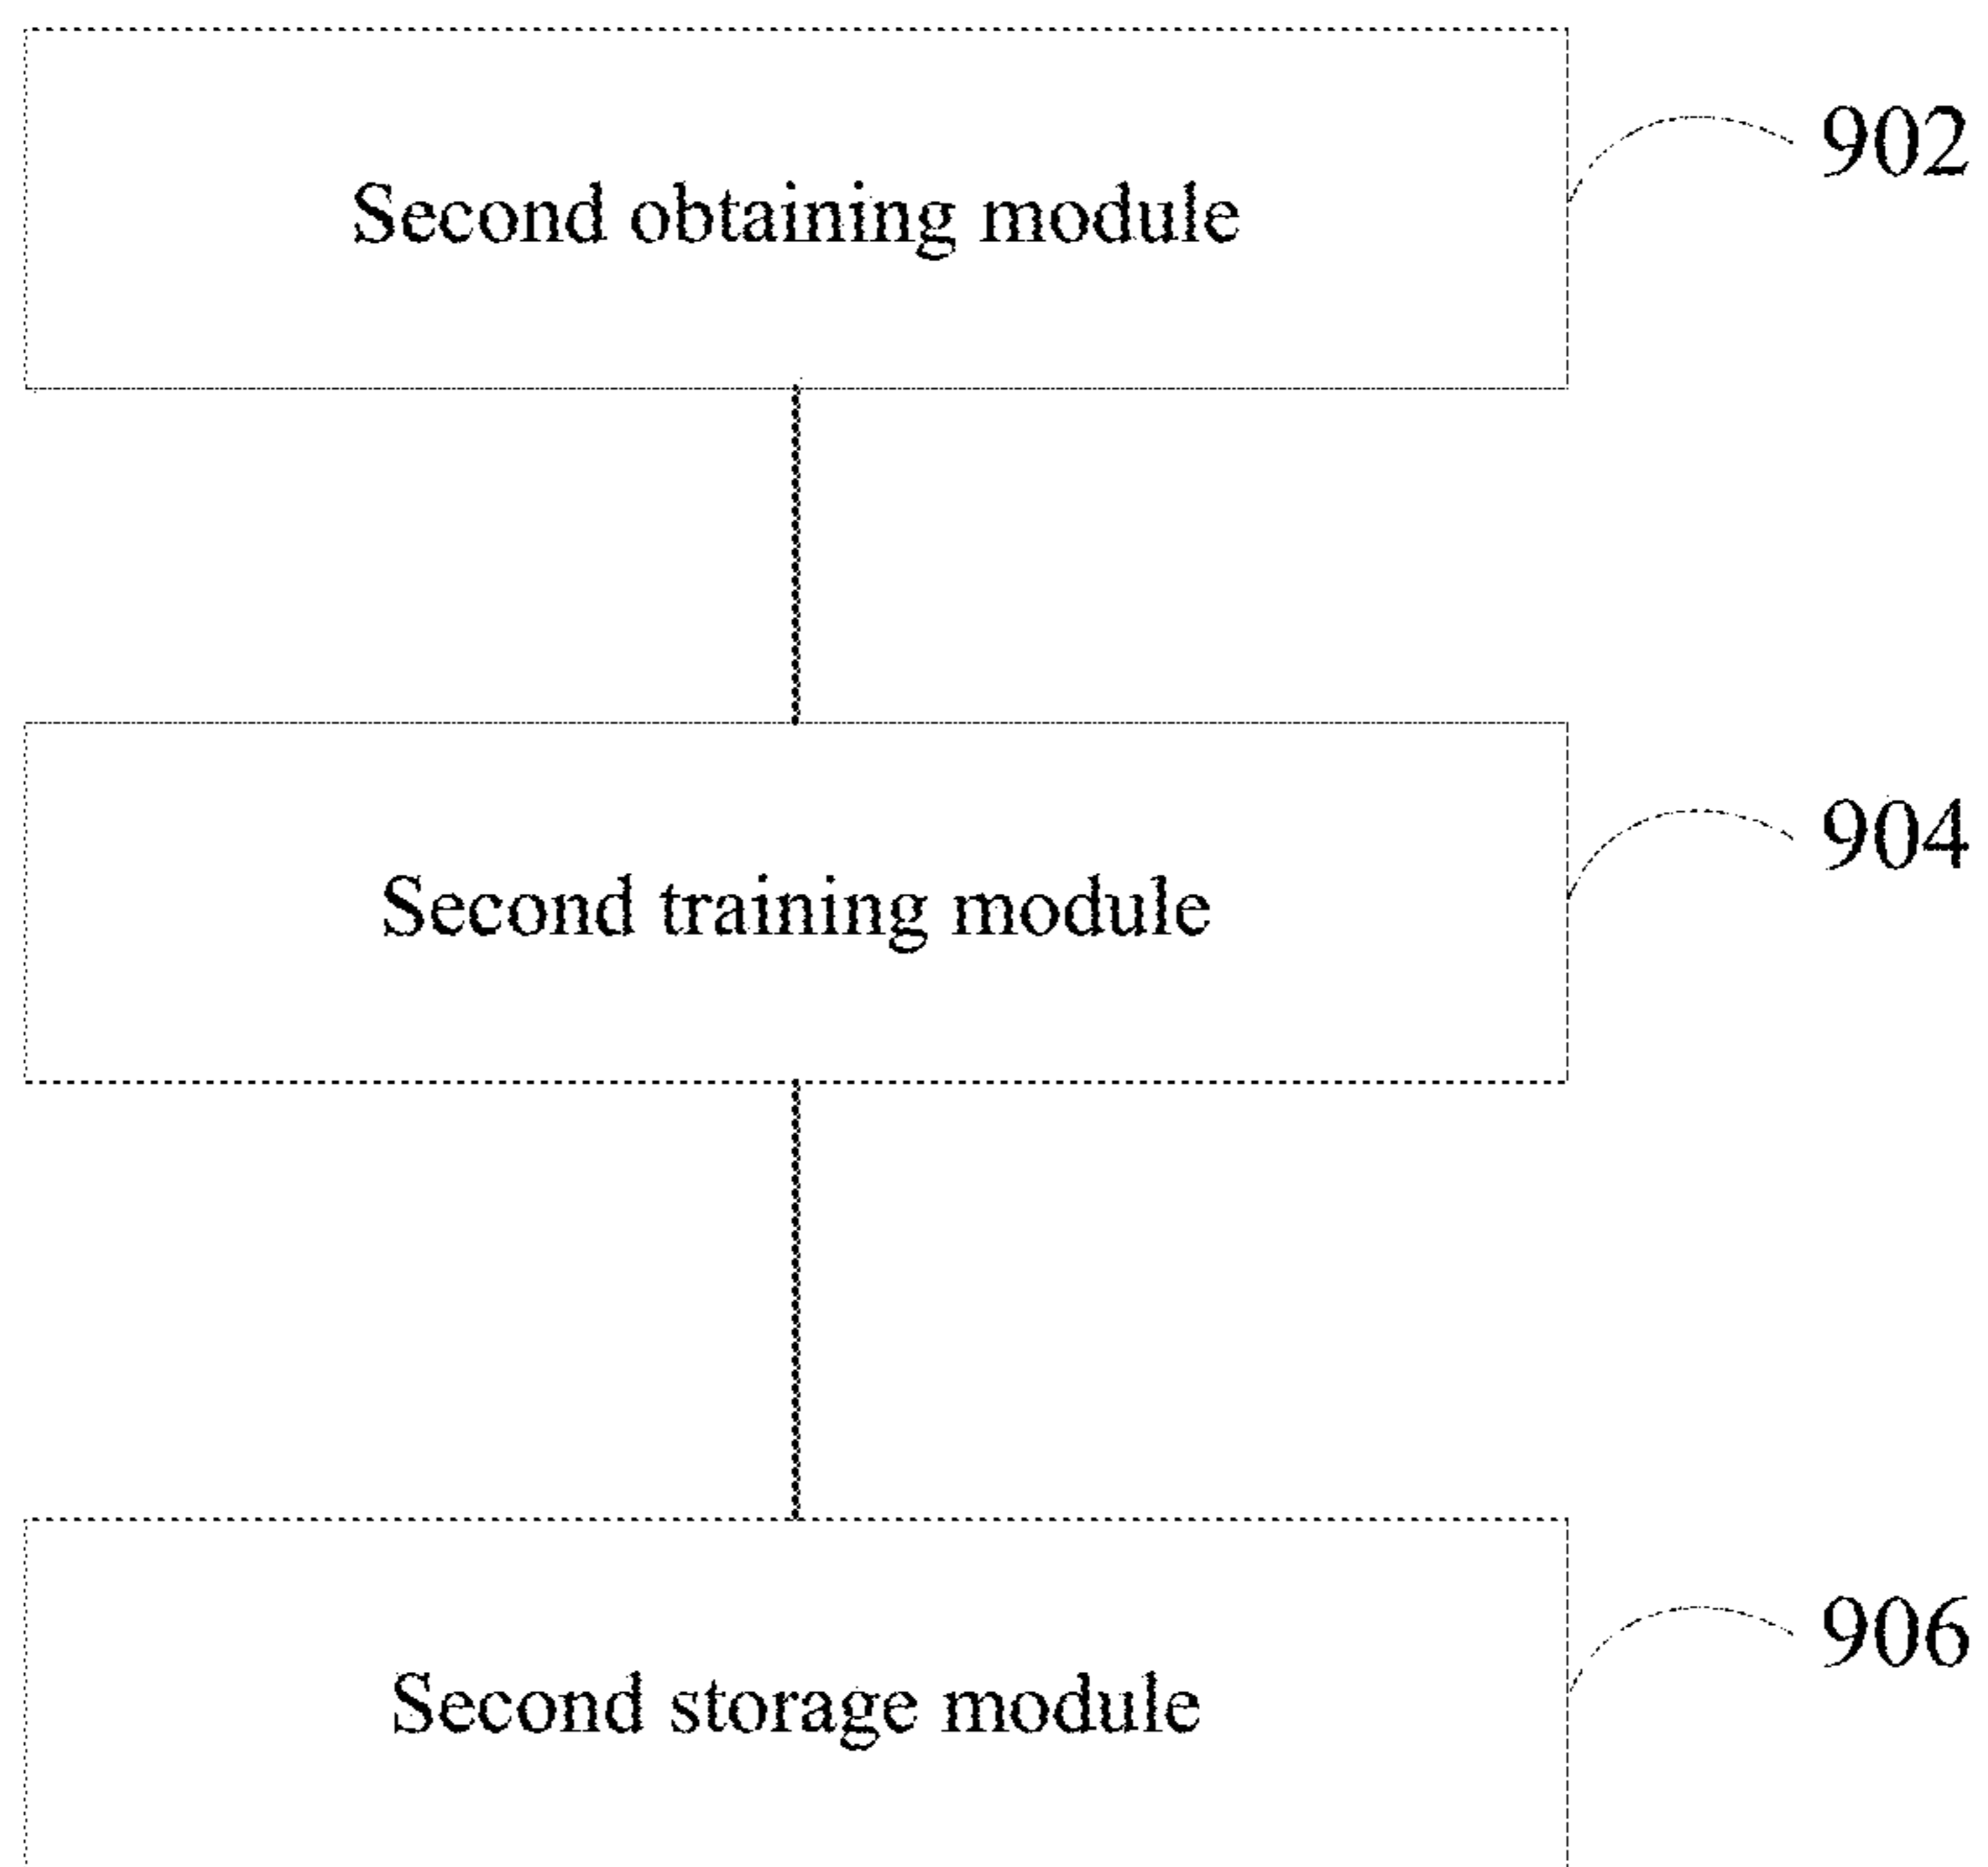 Second obtaining module
902
Second training module
904
Second storage module
906